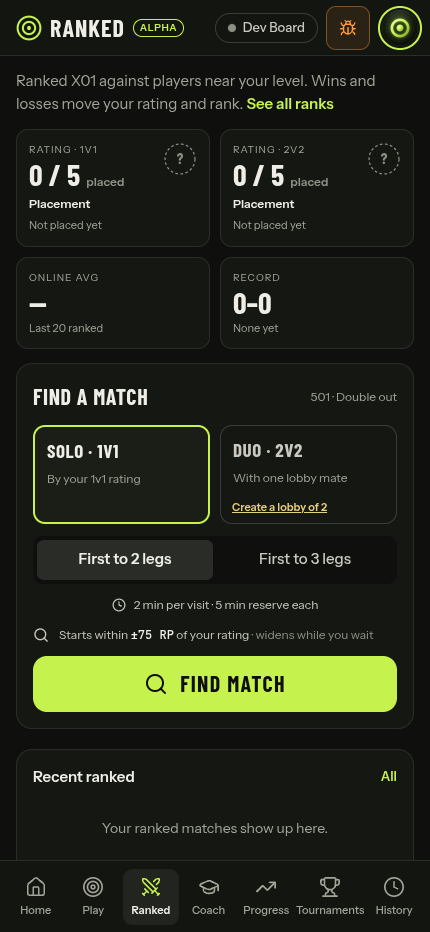 RANKED ALPHA Dev Board
Ranked X01 against players near your level. Wins and
losses move your rating and rank. See all ranks
RATING · 1V1
?
0 / 5 placed
Placement
Not placed yet
RATING · 2V2
?
0 / 5 placed
Placement
Not placed yet
ONLINE AVG
—
Last 20 ranked
RECORD
0–0
None yet
FIND A MATCH
501 · Double out
SOLO · 1V1
By your 1v1 rating
DUO · 2V2
With one lobby mate
Create a lobby of 2
First to 2 legs
First to 3 legs
2 min per visit · 5 min reserve each
Starts within ±75 RP of your rating · widens while you wait
FIND MATCH
Recent ranked
All
Your ranked matches show up here.
Home Play Ranked Coach Progress Tournaments History